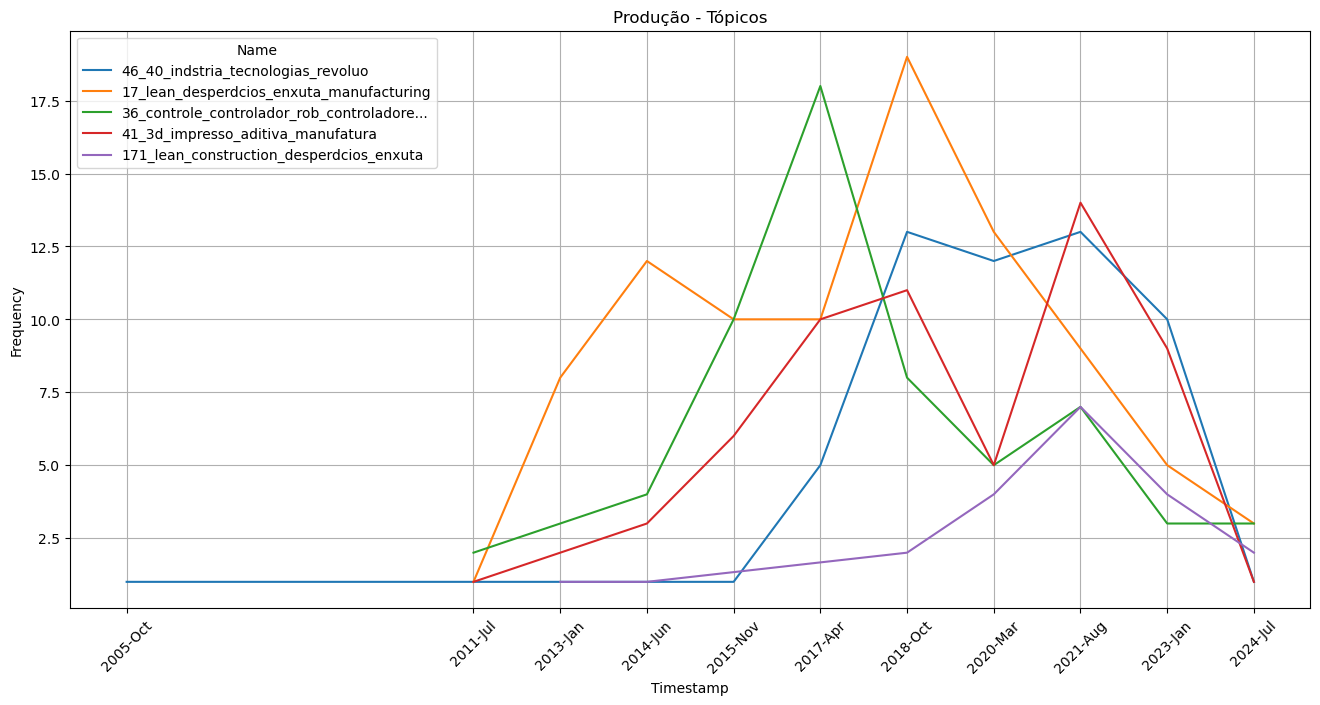 Produção - Tópicos
Name
46_40_indstria_tecnologias_revoluo
17_lean_desperdcios_enxuta_manufacturing
36_controle_controlador_rob_controladore...
41_3d_impresso_aditiva_manufatura
171_lean_construction_desperdcios_enxuta
Frequency
17.5
15.0
12.5
10.0
7.5
5.0
2.5
2005-Oct
2011-Jul
2013-Jan
2014-Jun
2015-Nov
2017-Apr
2018-Oct
2020-Mar
2021-Aug
2023-Jan
2024-Jul
Timestamp